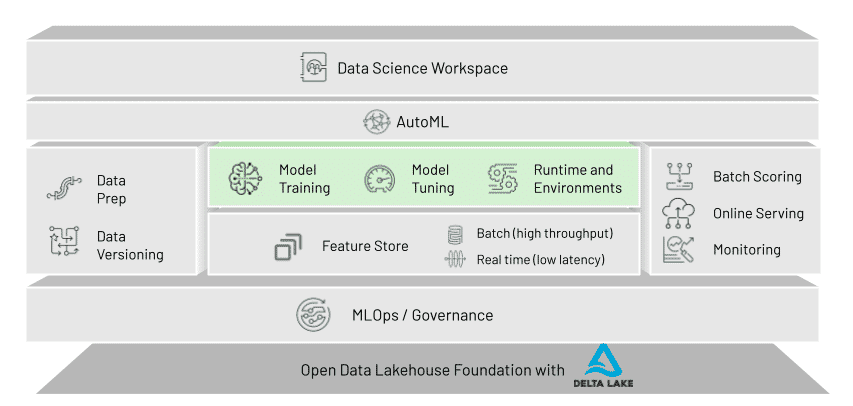 Data Science Workspace
AutoML
Data
Prep
Data
Versioning
Model
Training
Model
Tuning
Runtime and
Environments
Feature Store
Batch (high throughput)
Real time (low latency)
Batch Scoring
Online Serving
Monitoring
MLOps / Governance
Open Data Lakehouse Foundation with
DELTA LAKE